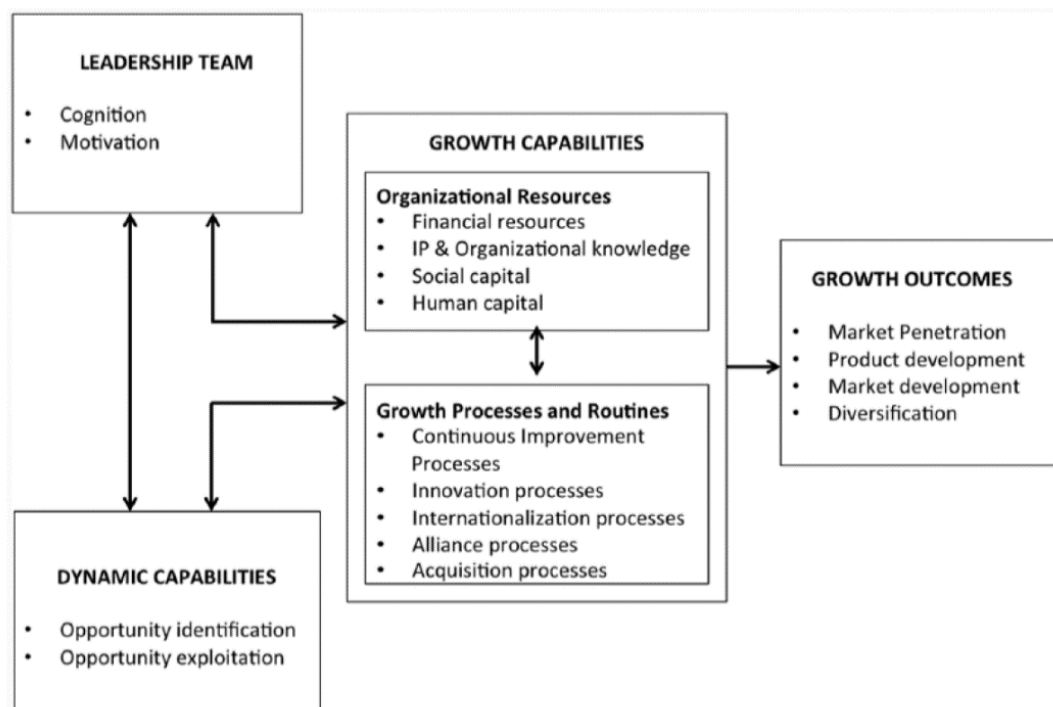 LEADERSHIP TEAM
• Cognition
• Motivation
GROWTH CAPABILITIES
Organizational Resources
• Financial resources
• IP & Organizational knowledge
• Social capital
• Human capital
Growth Processes and Routines
• Continuous Improvement
Processes
• Innovation processes
• Internationalization processes
• Alliance processes
• Acquisition processes
GROWTH OUTCOMES
• Market Penetration
• Product development
• Market development
• Diversification
DYNAMIC CAPABILITIES
• Opportunity identification
• Opportunity exploitation